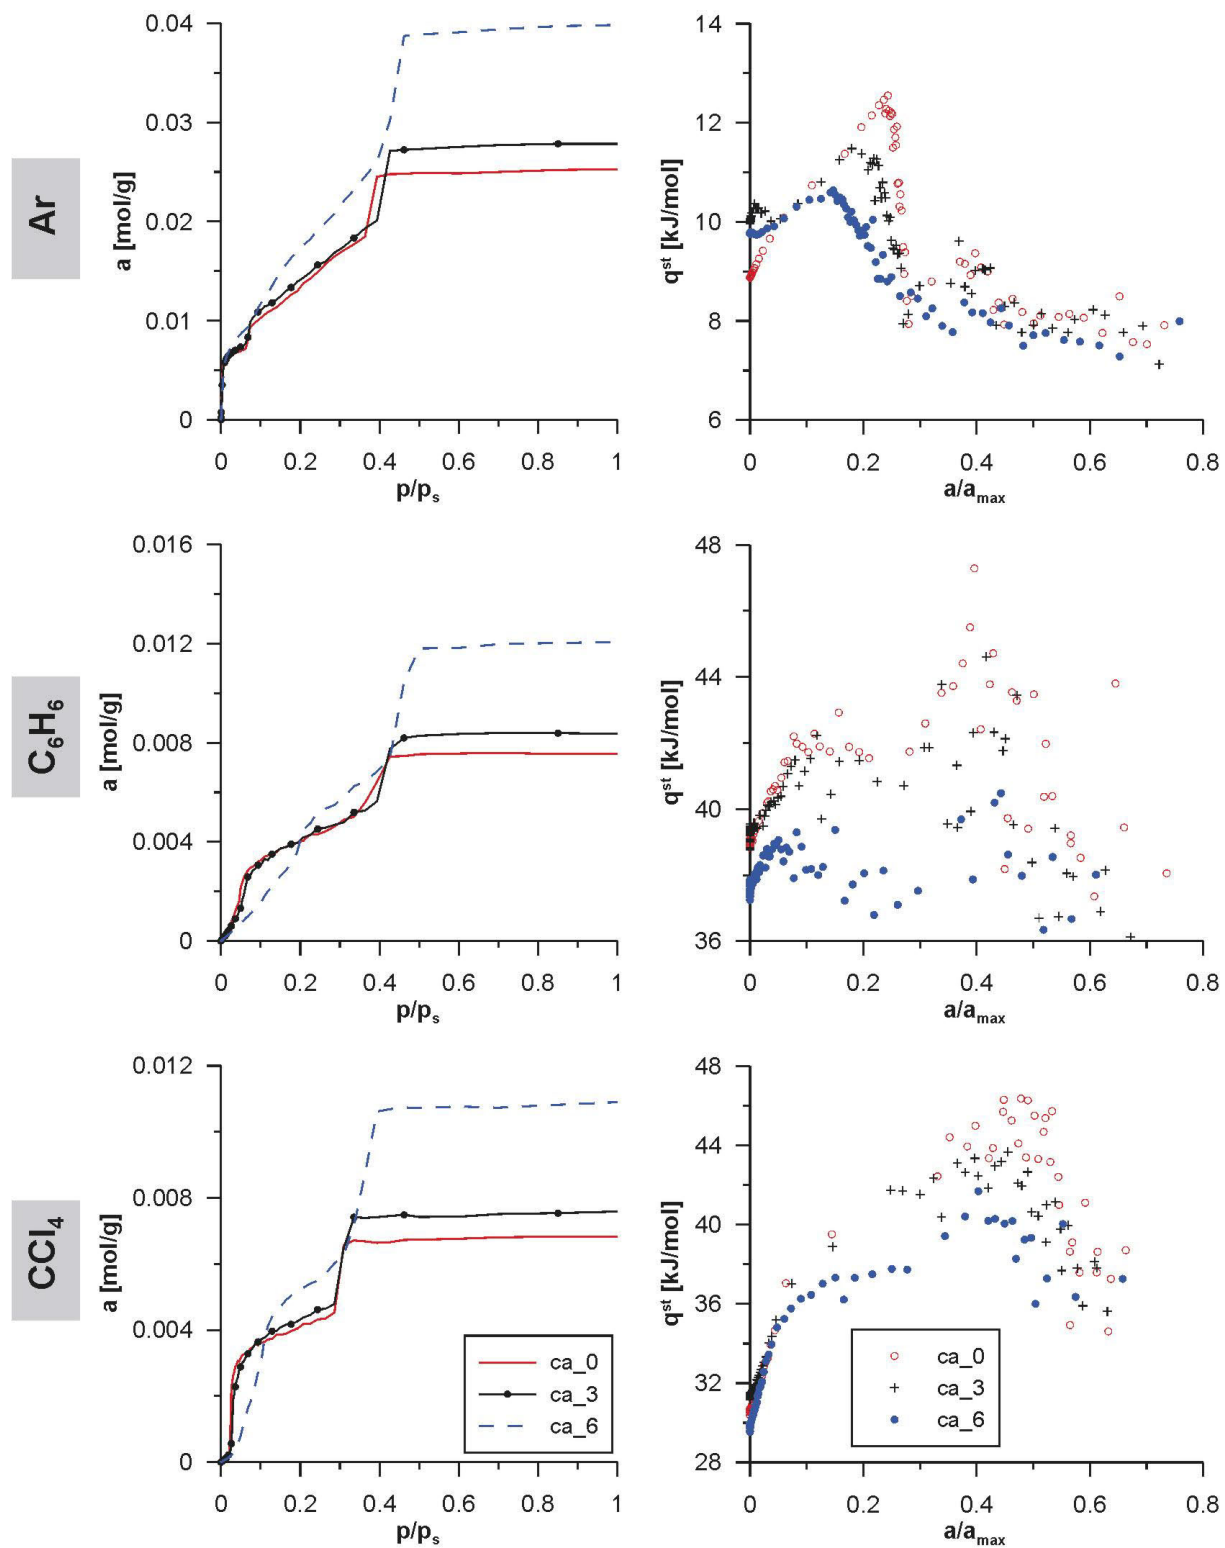 Ar
a [mol/g]
0.04
0.03
0.02
0.01
0
0 0.2 0.4 0.6 0.8 1
p/pₛ
qˢᵗ [kJ/mol]
14
12
10
8
6
0 0.2 0.4 0.6 0.8
a/aₘₐₓ
C₆H₆
a [mol/g]
0.016
0.012
0.008
0.004
0
0 0.2 0.4 0.6 0.8 1
p/pₛ
qˢᵗ [kJ/mol]
48
44
40
36
0 0.2 0.4 0.6 0.8
a/aₘₐₓ
CCl₄
a [mol/g]
0.012
0.008
0.004
0
0 0.2 0.4 0.6 0.8 1
p/pₛ
ca_0
ca_3
ca_6
qˢᵗ [kJ/mol]
48
44
40
36
32
28
0 0.2 0.4 0.6 0.8
a/aₘₐₓ
ca_0
ca_3
ca_6